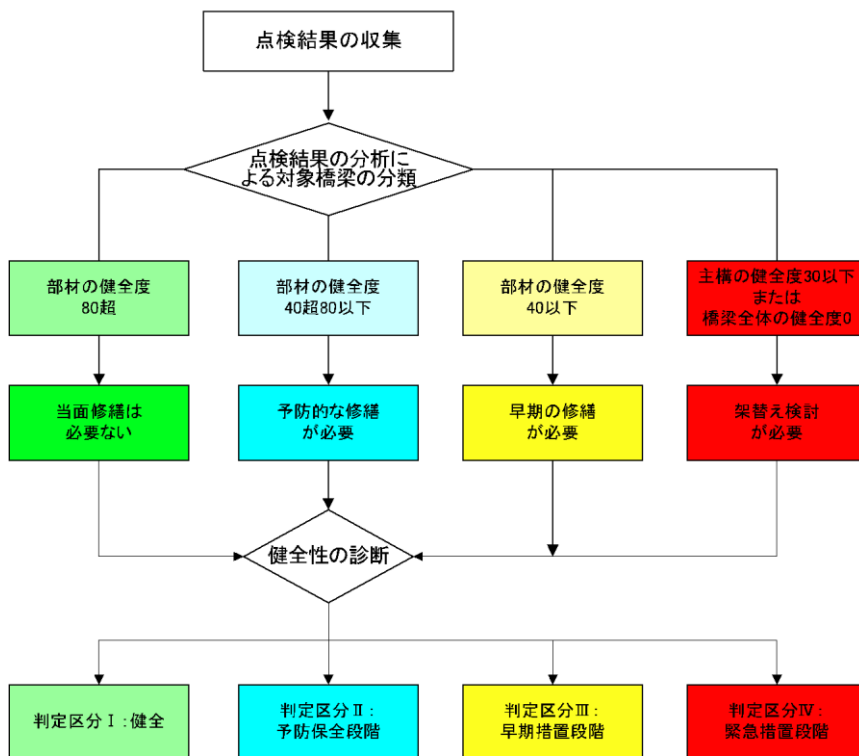 点検結果の収集
点検結果の分析に
よる対象橋梁の分類
部材の健全度
80超
部材の健全度
40超80以下
部材の健全度
40以下
主構の健全度30以下
または
橋梁全体の健全度0
当面修繕は
必要ない
予防的な修繕
が必要
早期の修繕
が必要
架替え検討
が必要
健全性の診断
判定区分Ⅰ:健全
判定区分Ⅱ:
予防保全段階
判定区分Ⅲ:
早期措置段階
判定区分Ⅳ:
緊急措置段階